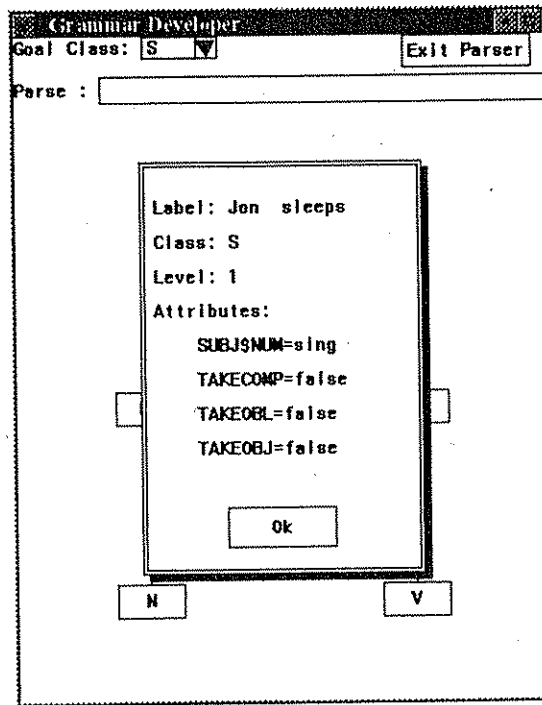 Grammar Developer
Goal Class: S
Exit Parser
Parse :
Label: Jon sleeps
Class: S
Level: 1
Attributes:
SUBJ$NUM=sing
TAKECOMP=false
TAKEOBL=false
TAKEOBJ=false
Ok
N
V